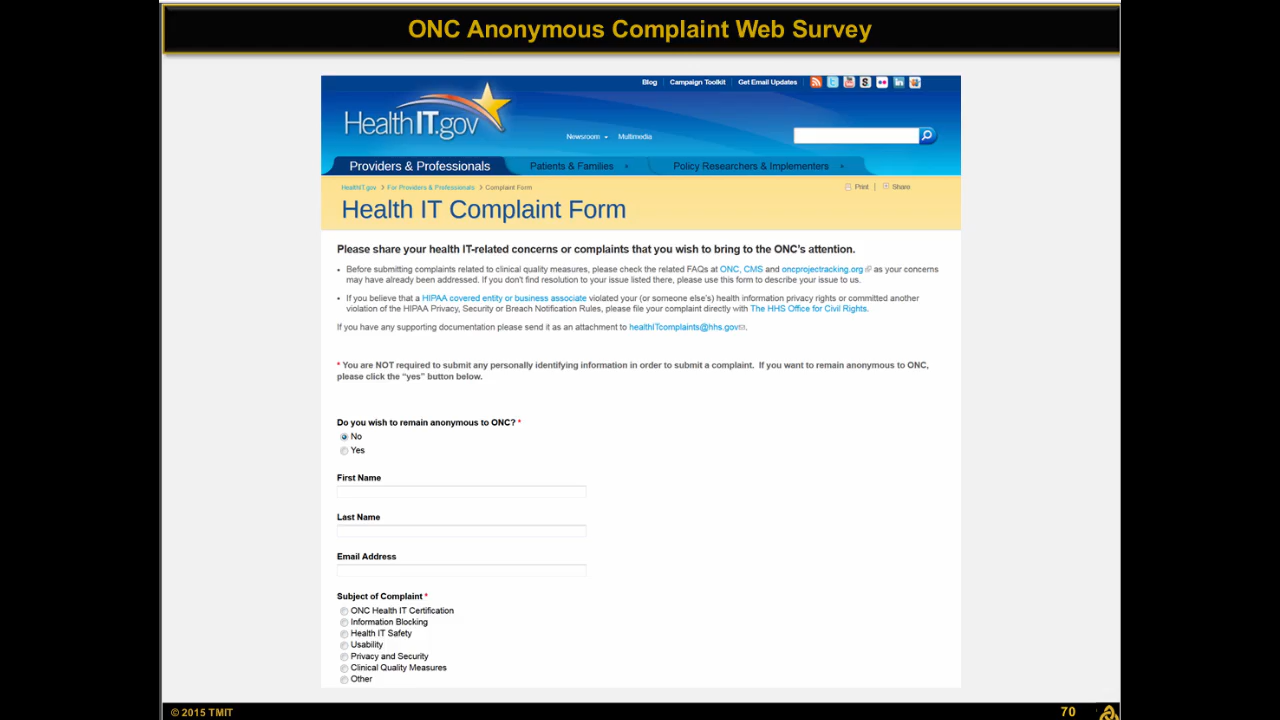 ONC Anonymous Complaint Web Survey
Blog | Campaign Toolkit | Get Email Updates
HealthIT.gov
Newsroom Multimedia
Providers & Professionals Patients & Families Policy Researchers & Implementers
HealthIT.gov > For Providers & Professionals > Complaint Form Print | Share
Health IT Complaint Form
Please share your health IT-related concerns or complaints that you wish to bring to the ONC's attention.
• Before submitting complaints related to clinical quality measures, please check the related FAQs at ONC, CMS and oncprojectracking.org as your concerns
may have already been addressed. If you don't find resolution to your issue listed there, please use this form to describe your issue to us.
• If you believe that a HIPAA covered entity or business associate violated your (or someone else's) health information privacy rights or committed another
violation of the HIPAA Privacy, Security or Breach Notification Rules, please file your complaint directly with The HHS Office for Civil Rights.
If you have any supporting documentation please send it as an attachment to healthITcomplaints@hhs.gov.
* You are NOT required to submit any personally identifying information in order to submit a complaint. If you want to remain anonymous to ONC,
please click the "yes" button below.
Do you wish to remain anonymous to ONC? *
No
Yes
First Name
Last Name
Email Address
Subject of Complaint *
ONC Health IT Certification
Information Blocking
Health IT Safety
Usability
Privacy and Security
Clinical Quality Measures
Other
© 2015 TMIT 70